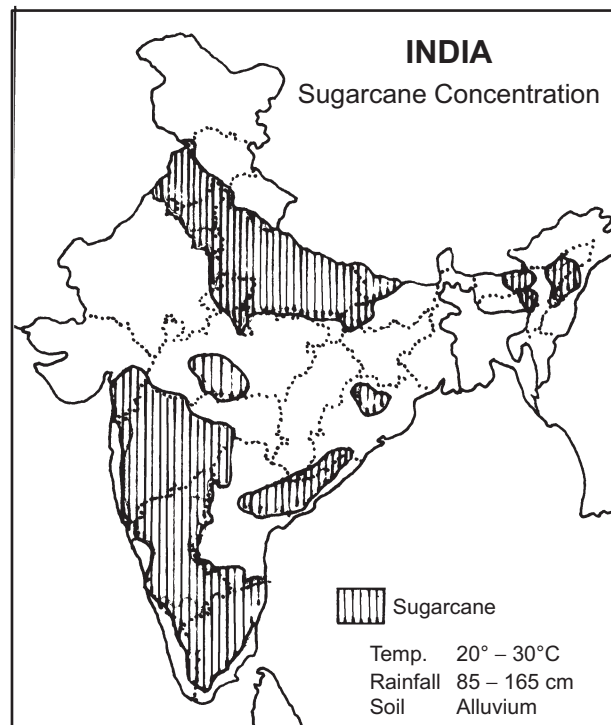 INDIA
Sugarcane Concentration
Sugarcane
Temp. 20° – 30°C
Rainfall 85 – 165 cm
Soil Alluvium